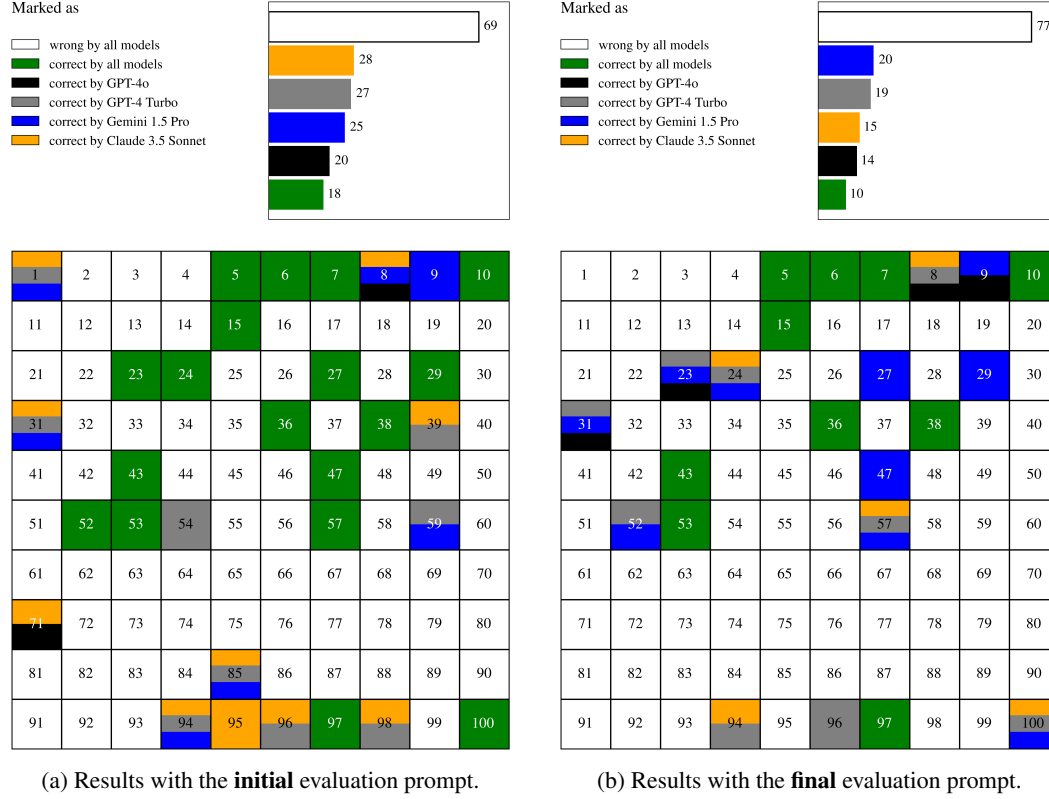 Marked as
wrong by all models
correct by all models
correct by GPT-4o
correct by GPT-4 Turbo
correct by Gemini 1.5 Pro
correct by Claude 3.5 Sonnet
69
28
27
25
20
18
1 2 3 4 5 6 7 8 9 10
11 12 13 14 15 16 17 18 19 20
21 22 23 24 25 26 27 28 29 30
31 32 33 34 35 36 37 38 39 40
41 42 43 44 45 46 47 48 49 50
51 52 53 54 55 56 57 58 59 60
61 62 63 64 65 66 67 68 69 70
71 72 73 74 75 76 77 78 79 80
81 82 83 84 85 86 87 88 89 90
91 92 93 94 95 96 97 98 99 100
(a) Results with the initial evaluation prompt.
Marked as
wrong by all models
correct by all models
correct by GPT-4o
correct by GPT-4 Turbo
correct by Gemini 1.5 Pro
correct by Claude 3.5 Sonnet
77
20
19
15
14
10
1 2 3 4 5 6 7 8 9 10
11 12 13 14 15 16 17 18 19 20
21 22 23 24 25 26 27 28 29 30
31 32 33 34 35 36 37 38 39 40
41 42 43 44 45 46 47 48 49 50
51 52 53 54 55 56 57 58 59 60
61 62 63 64 65 66 67 68 69 70
71 72 73 74 75 76 77 78 79 80
81 82 83 84 85 86 87 88 89 90
91 92 93 94 95 96 97 98 99 100
(b) Results with the final evaluation prompt.